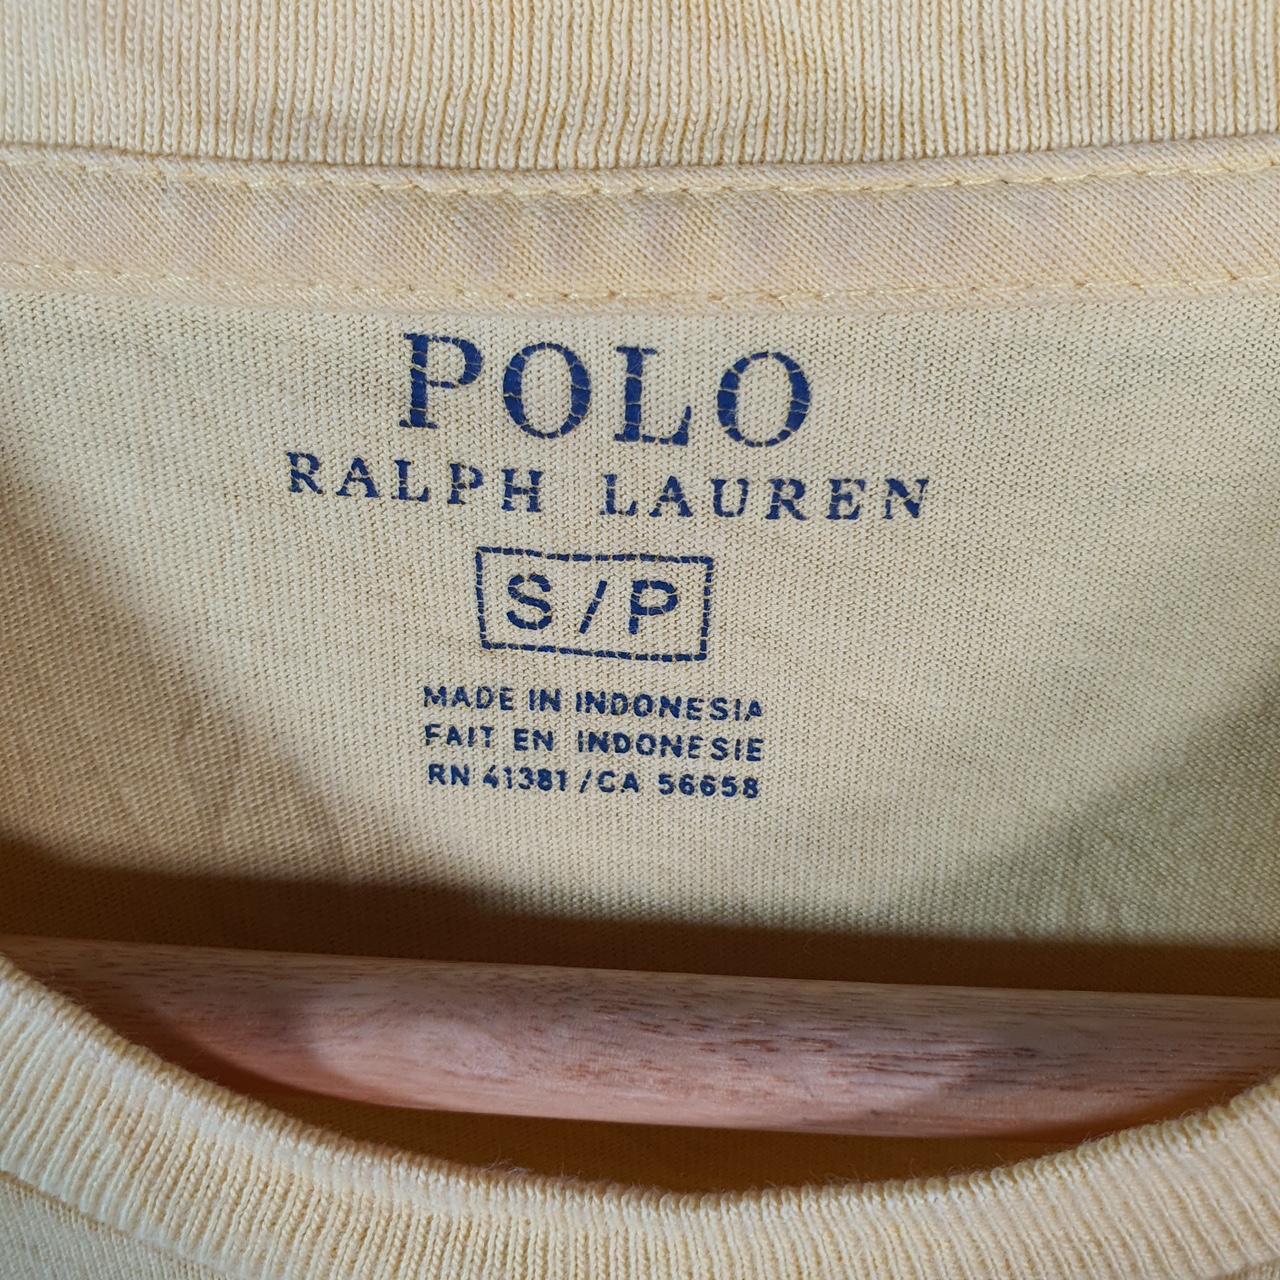 POLO
RALPH LAUREN
S/P
MADE IN INDONESIA
FAIT EN INDONESIE
RN 41381/CA 56658